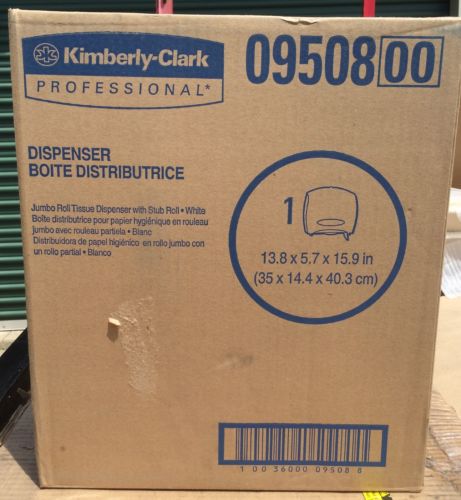 Kimberly-Clark
PROFESSIONAL*
09508 00
DISPENSER
BOITE DISTRIBUTRICE
Jumbo Roll Tissue Dispenser with Stub Roll • White
Boîte distributrice pour papier hygiénique en rouleau
jumbo avec rouleau partiela • Blanc
Distribuidora de papel higiénico en rollo jumbo con
un rollo partial • Blanco
1
13.8 x 5.7 x 15.9 in
(35 x 14.4 x 40.3 cm)
1 00 36000 09508 8